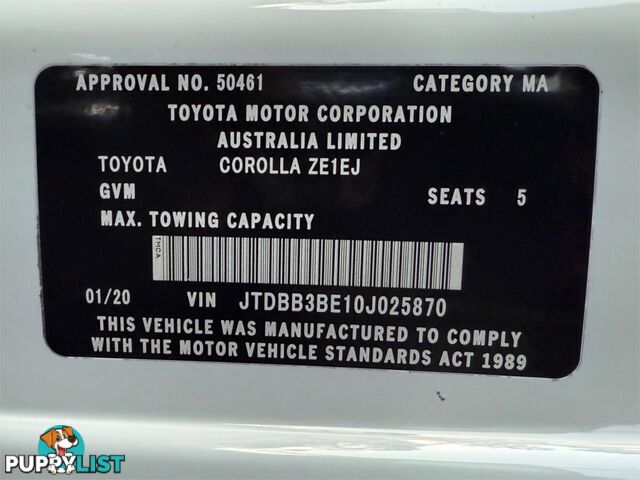 APPROVAL NO. 50461 CATEGORY MA
TOYOTA MOTOR CORPORATION
AUSTRALIA LIMITED
TOYOTA COROLLA ZE1EJ
GVM SEATS 5
MAX. TOWING CAPACITY
TMCA
01/20 VIN JTDBB3BE10J025870
THIS VEHICLE WAS MANUFACTURED TO COMPLY
WITH THE MOTOR VEHICLE STANDARDS ACT 1989
PUPPYLIST